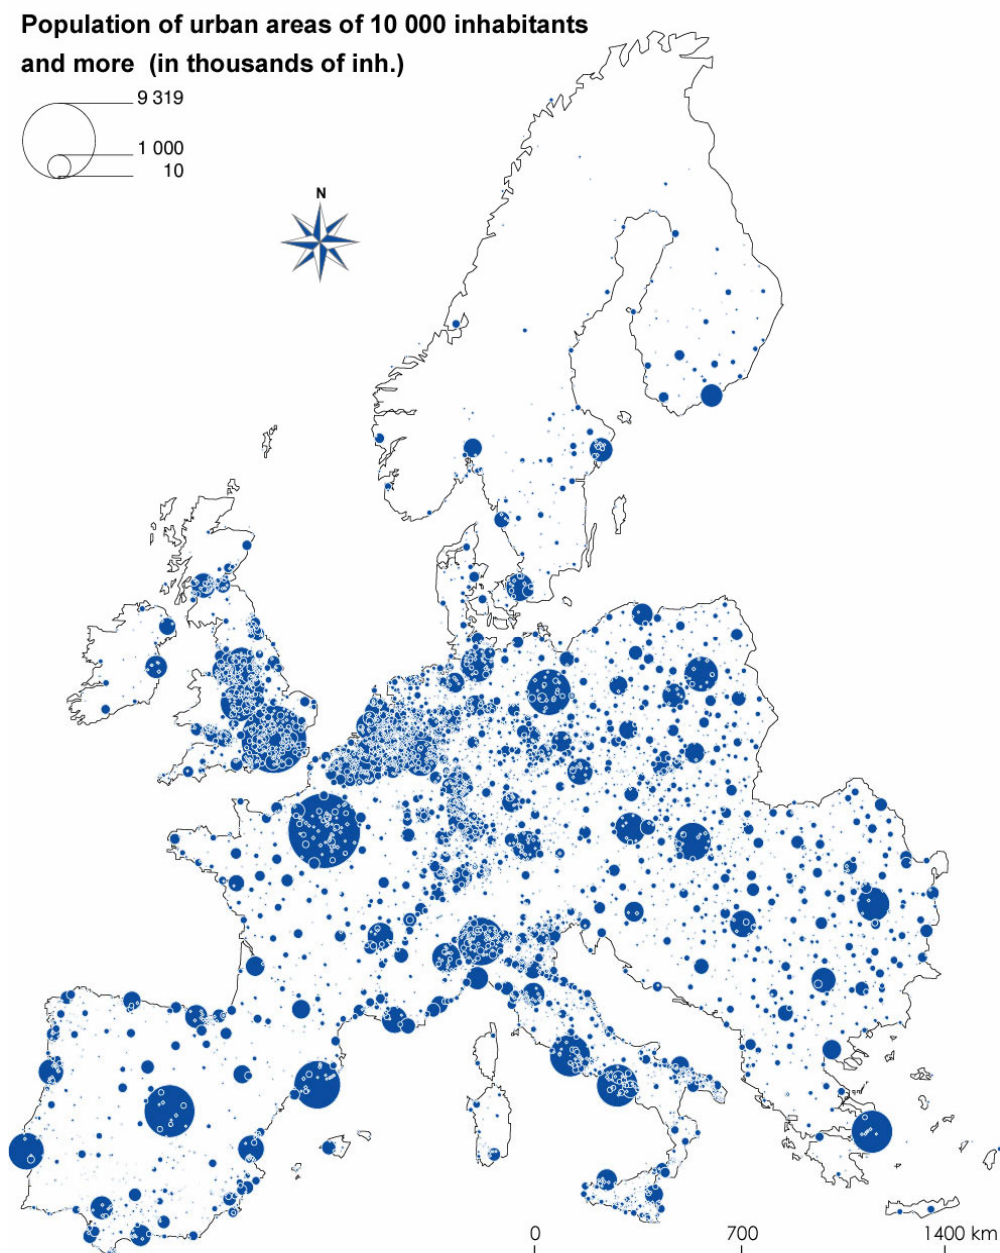 Population of urban areas of 10 000 inhabitants
and more (in thousands of inh.)
9 319
1 000
10
N
0 700 1400 km